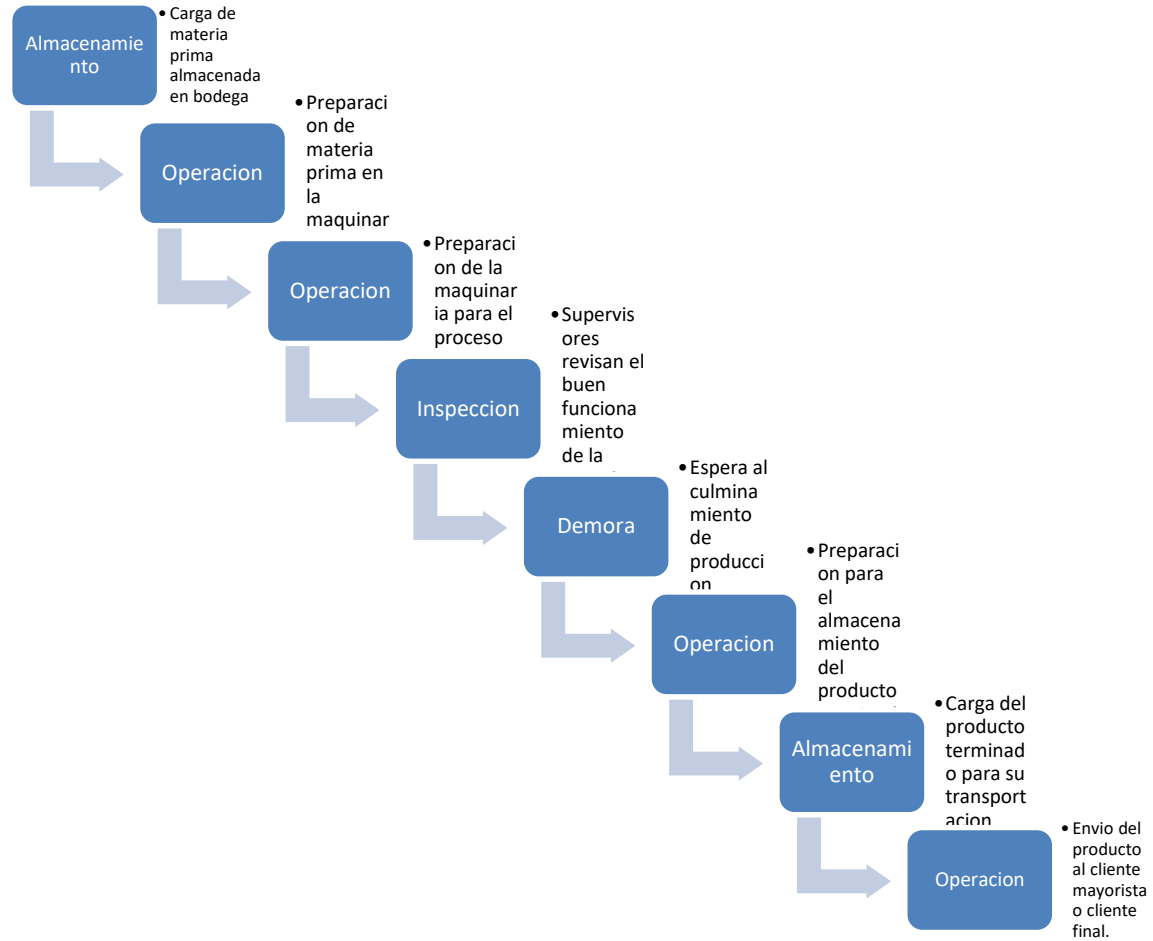 Almacenamie
nto
• Carga de
materia
prima
almacenada
en bodega
Operacion
• Preparaci
on de
materia
prima en
la
maquinar
Operacion
• Preparaci
on de la
maquinar
ia para el
proceso
Inspeccion
• Supervis
ores
revisan el
buen
funciona
miento
de la
Demora
• Espera al
culmina
miento
de
producci
on
Operacion
• Preparaci
on para
el
almacena
miento
del
producto
Almacenami
ento
• Carga del
producto
terminad
o para su
transport
acion
Operacion
• Envio del
producto
al cliente
mayorista
o cliente
final.